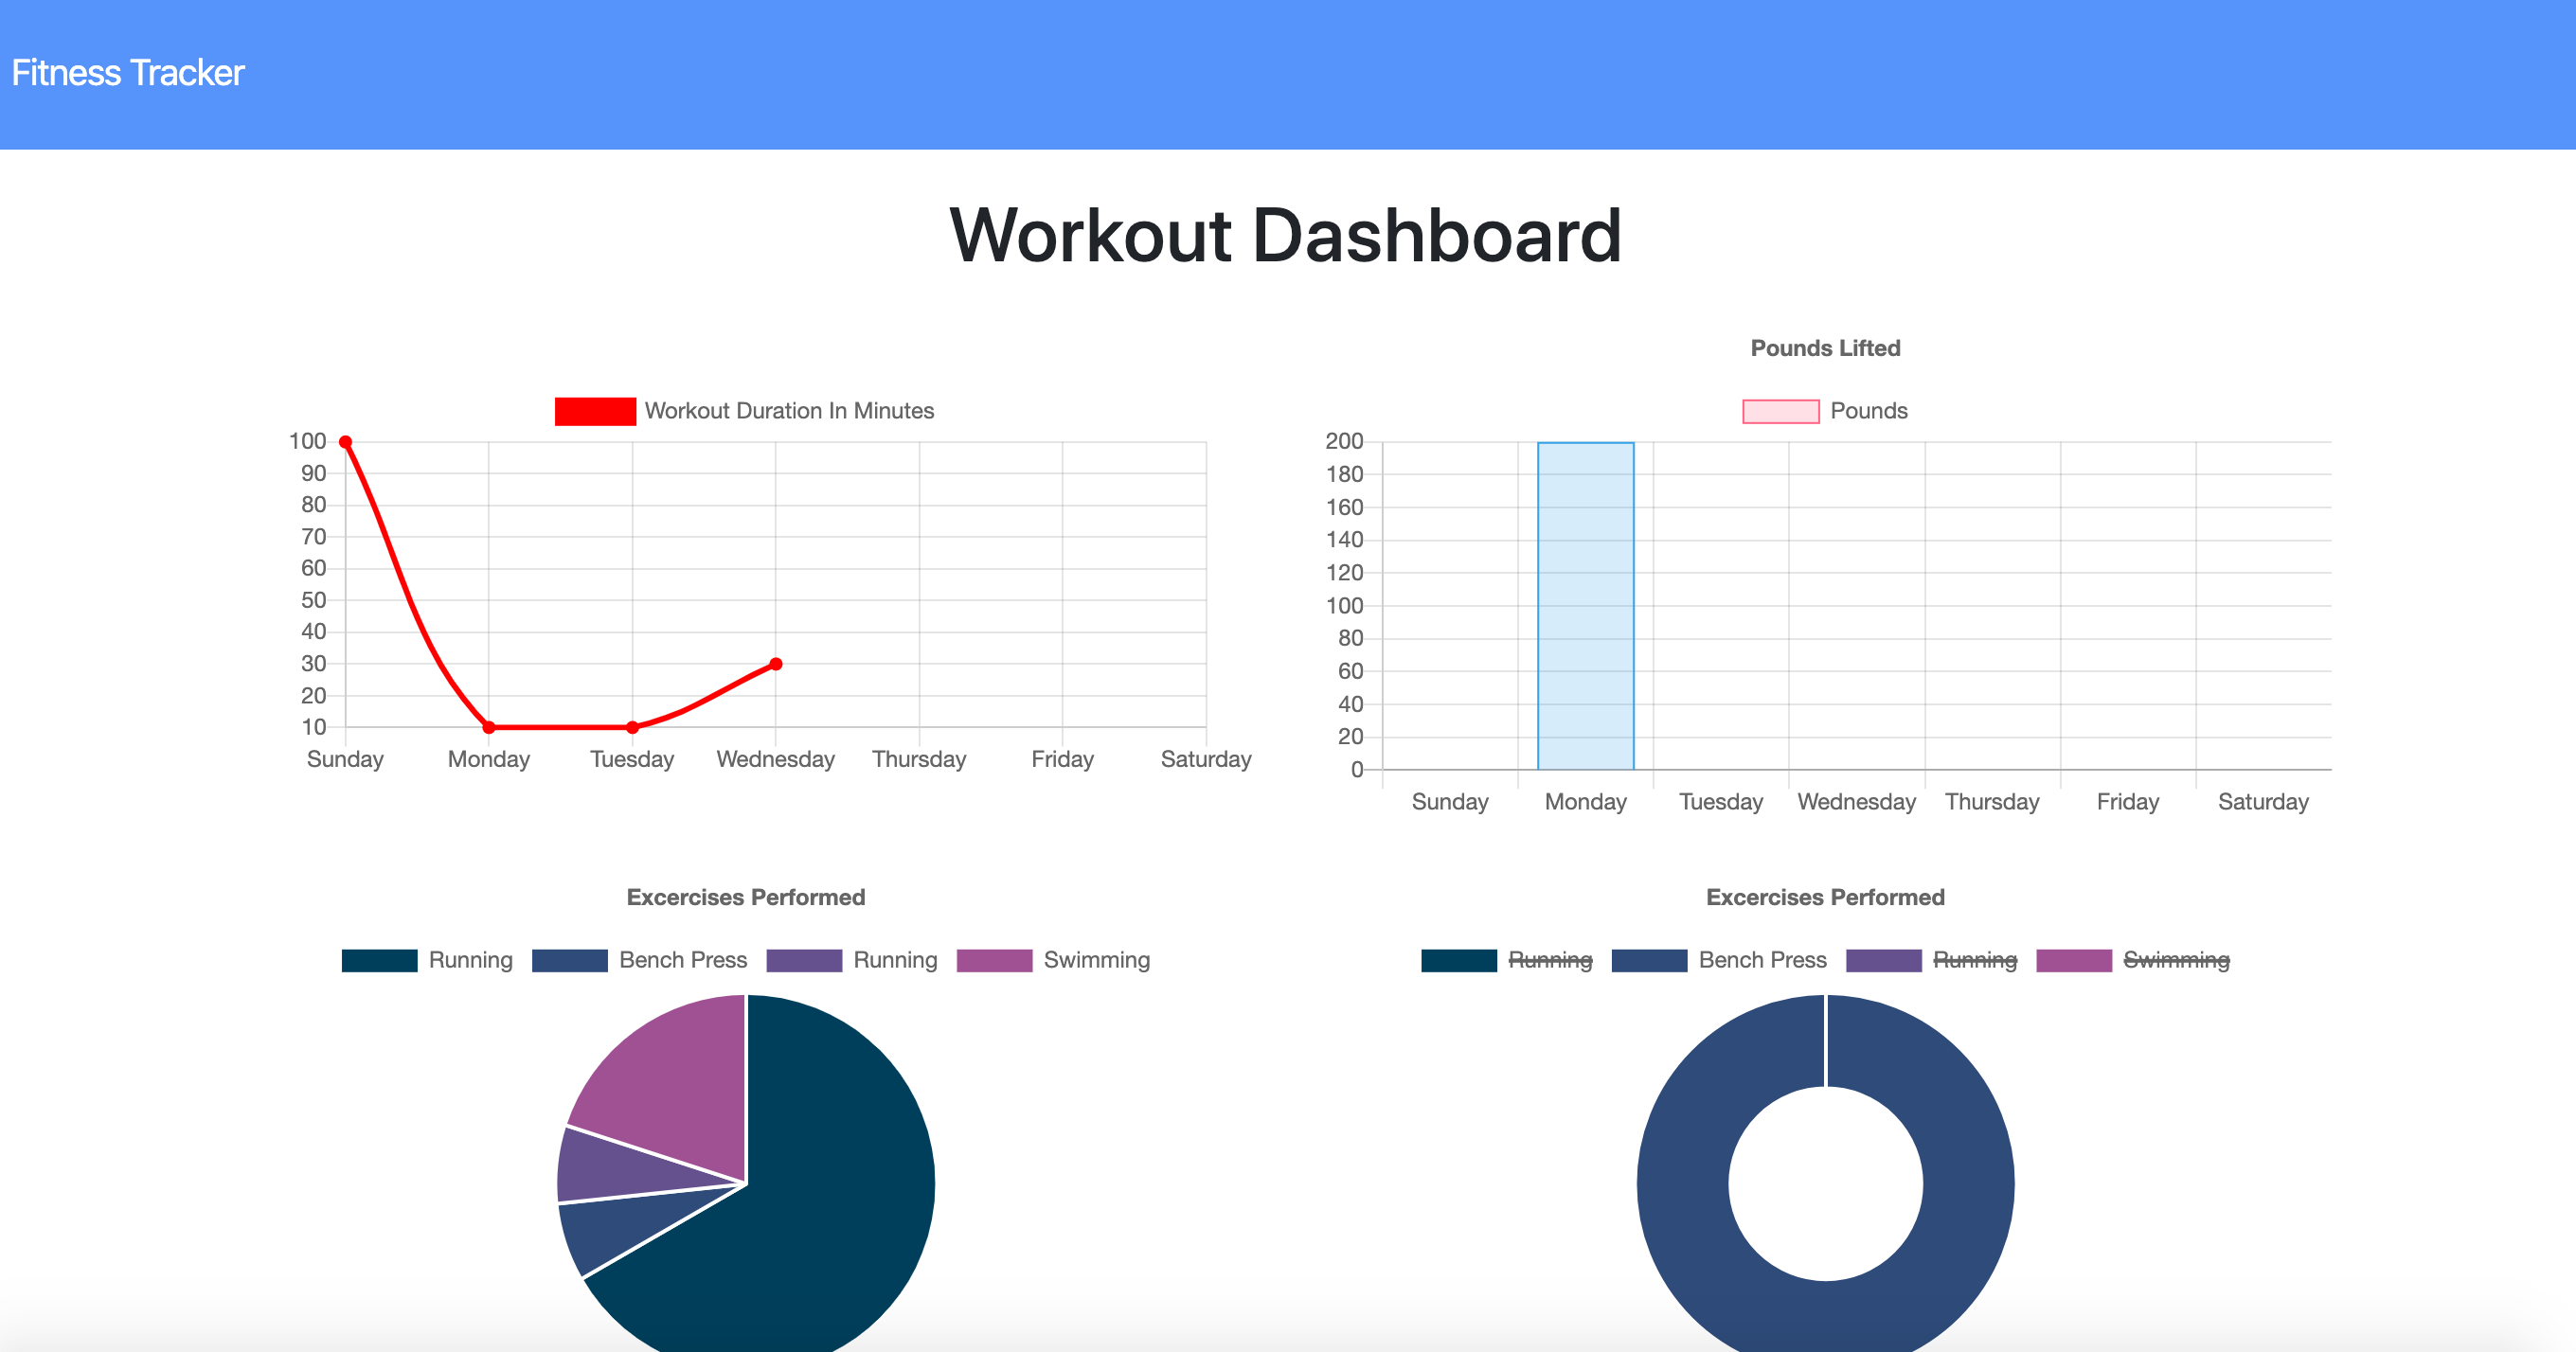 Fitness Tracker
Workout Dashboard
Workout Duration In Minutes
100
90
80
70
60
50
40
30
20
10
Sunday Monday Tuesday Wednesday Thursday Friday Saturday
Pounds Lifted
Pounds
200
180
160
140
120
100
80
60
40
20
0
Sunday Monday Tuesday Wednesday Thursday Friday Saturday
Excercises Performed
Running Bench Press Running Swimming
Excercises Performed
Running Bench Press Running Swimming